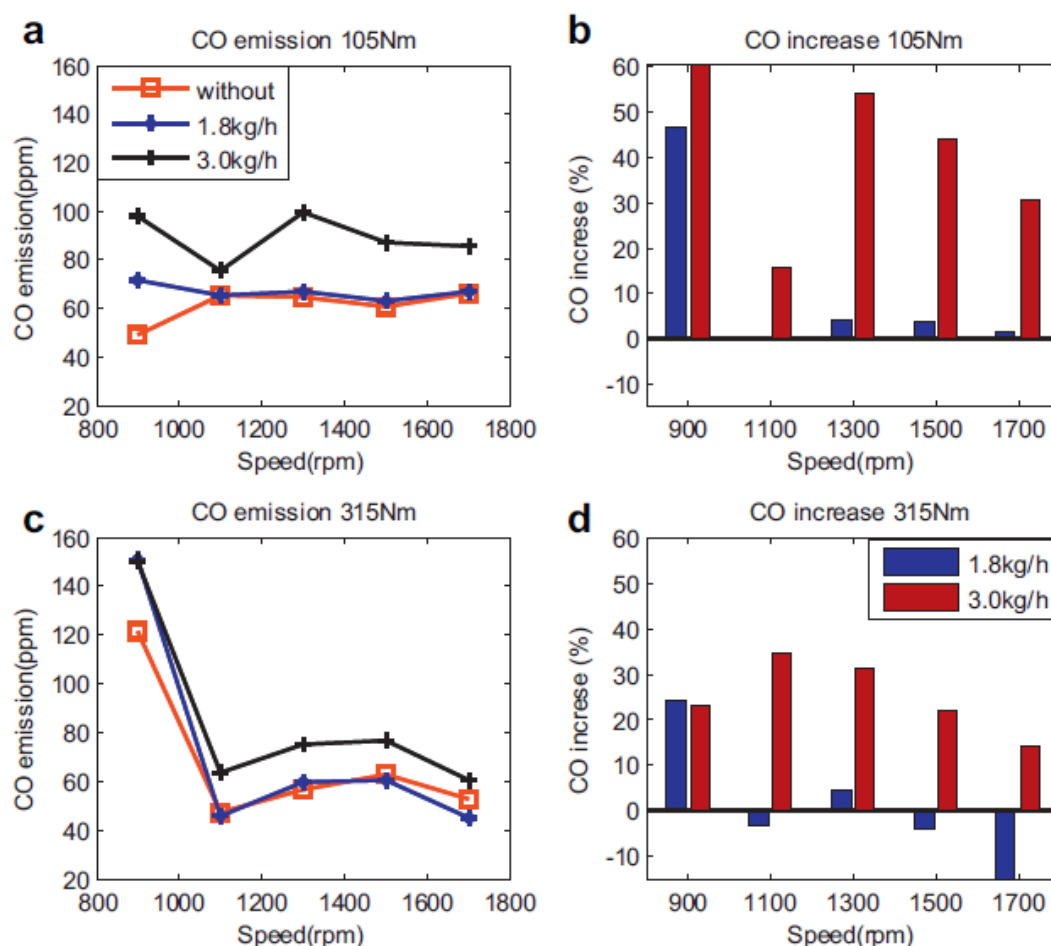 a
CO emission 105Nm
160
140
120
100
80
60
40
20
CO emission(ppm)
without
1.8kg/h
3.0kg/h
800 1000 1200 1400 1600 1800
Speed(rpm)
b
CO increase 105Nm
60
50
40
30
20
10
0
-10
CO increse (%)
900 1100 1300 1500 1700
Speed(rpm)
c
CO emission 315Nm
160
140
120
100
80
60
40
20
CO emission(ppm)
800 1000 1200 1400 1600 1800
Speed(rpm)
d
CO increase 315Nm
60
50
40
30
20
10
0
-10
CO increse (%)
1.8kg/h
3.0kg/h
900 1100 1300 1500 1700
Speed(rpm)